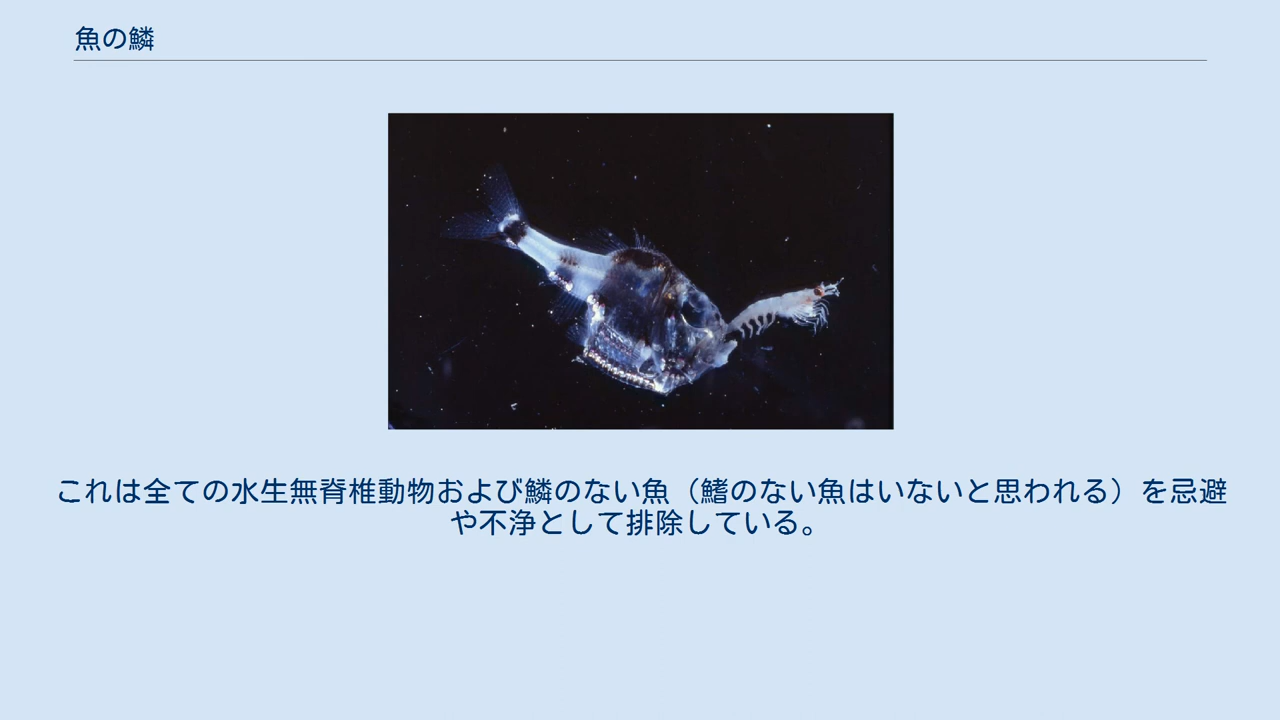 魚の鱗
これは全ての水生無脊椎動物および鱗のない魚（鰭のない魚はいないと思われる）を忌避
や不浄として排除している。